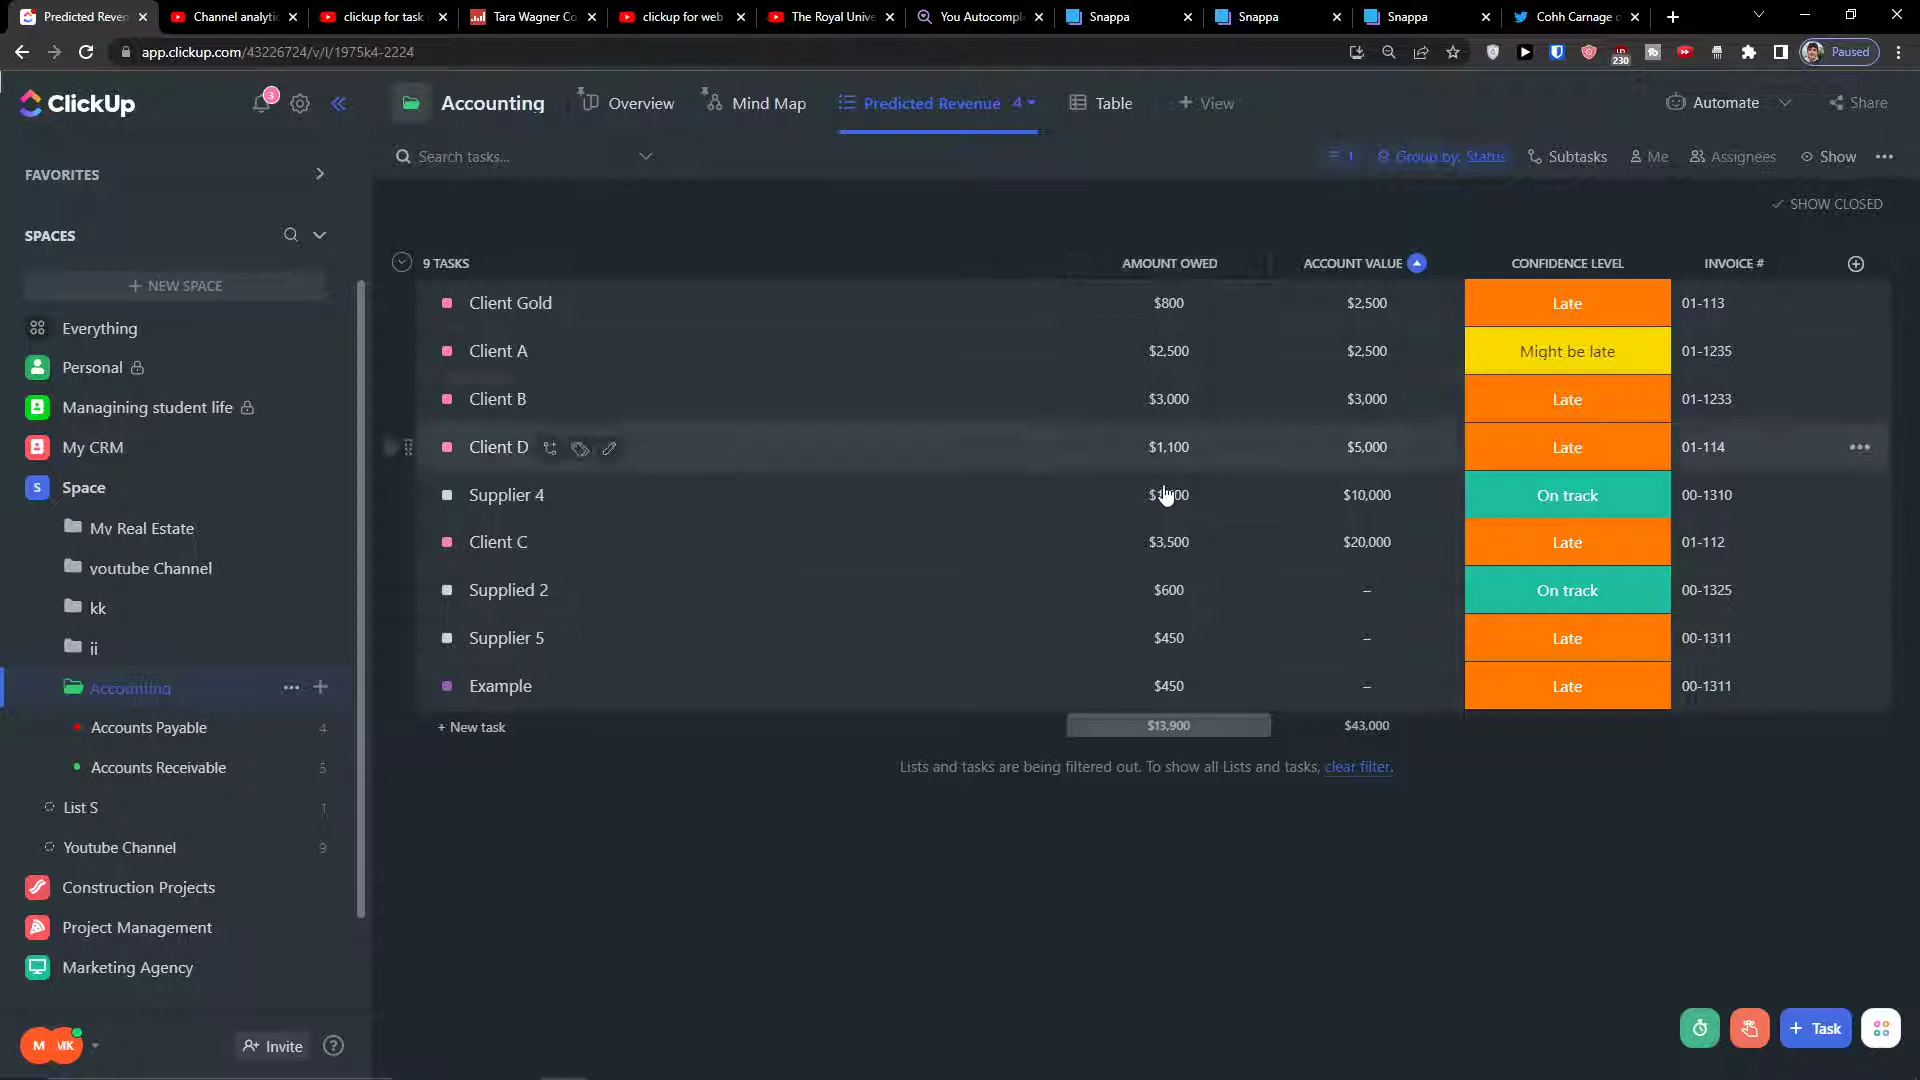 Predicted Reven
Channel analytic
clickup for task
Tara Wagner Co
clickup for web
The Royal Unive
You Autocomple
Snappa
Snappa
Snappa
Cohh Carnage o
app.clickup.com/43226724/v/l/1975k4-2224
230
Paused
ClickUp
3
Accounting
Overview
Mind Map
Predicted Revenue 4
Table
+ View
Automate
Share
Search tasks...
1
Group by: Status
Subtasks
Me
Assignees
Show
SHOW CLOSED
FAVORITES
SPACES
+ NEW SPACE
Everything
Personal
Managining student life
My CRM
S
Space
My Real Estate
youtube Channel
kk
ii
Accounting
Accounts Payable 4
Accounts Receivable 5
List S 1
Youtube Channel 9
Construction Projects
Project Management
Marketing Agency
M MK
Invite
?
9 TASKS AMOUNT OWED ACCOUNT VALUE CONFIDENCE LEVEL INVOICE #
Client Gold $800 $2,500 Late 01-113
Client A $2,500 $2,500 Might be late 01-1235
Client B $3,000 $3,000 Late 01-1233
Client D $1,100 $5,000 Late 01-114
Supplier 4 $10,000 On track 00-1310
Client C $3,500 $20,000 Late 01-112
Supplied 2 $600 – On track 00-1325
Supplier 5 $450 – Late 00-1311
Example $450 – Late 00-1311
+ New task $13,900 $43,000
Lists and tasks are being filtered out. To show all Lists and tasks, clear filter.
+ Task